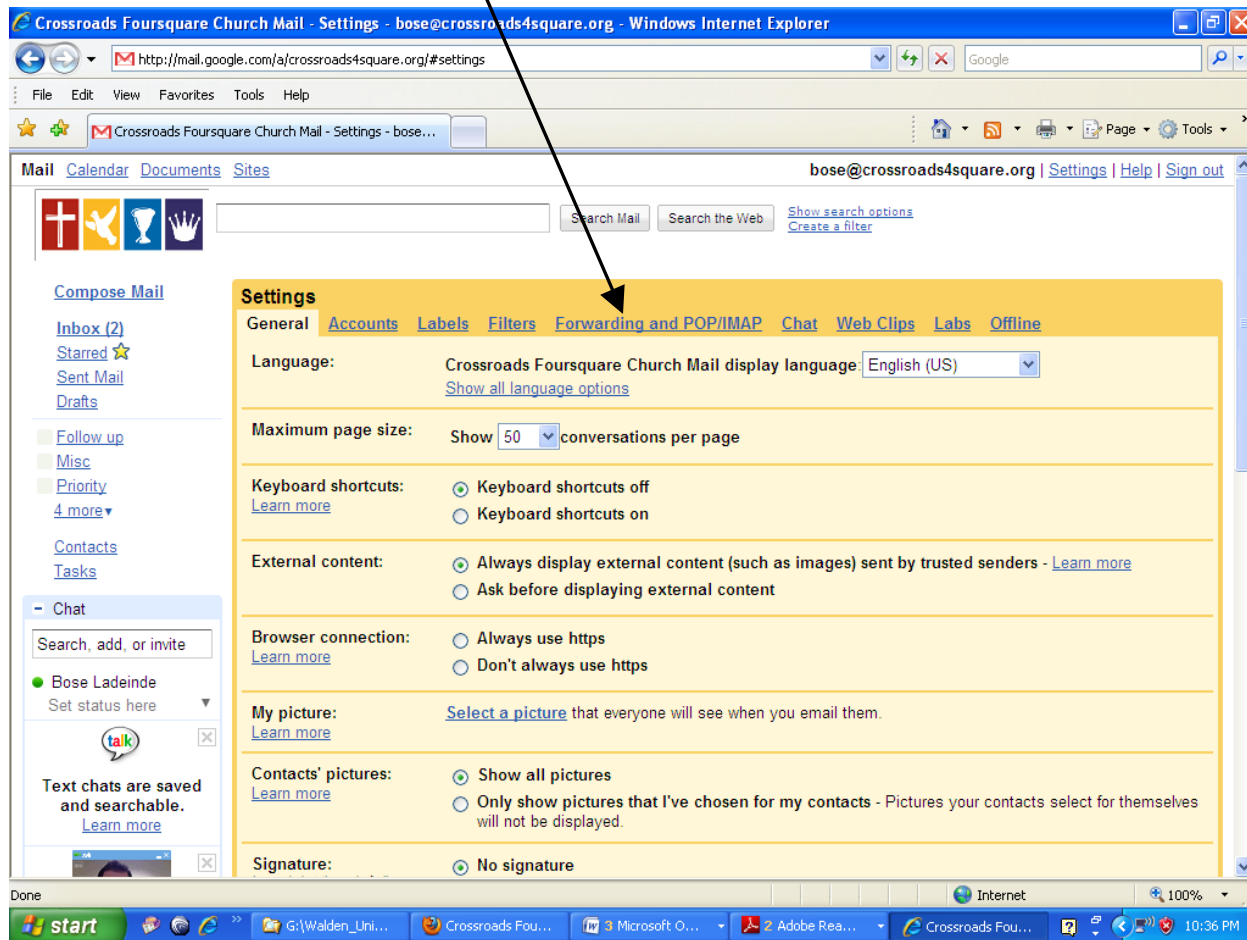 Crossroads Foursquare Church Mail - Settings - bose@crossroads4square.org - Windows Internet Explorer
http://mail.google.com/a/crossroads4square.org/#settings
Google
File Edit View Favorites Tools Help
Crossroads Foursquare Church Mail - Settings - bose...
Page Tools
Mail Calendar Documents Sites
bose@crossroads4square.org | Settings | Help | Sign out
Search Mail Search the Web
Show search options
Create a filter
Compose Mail
Inbox (2)
Starred
Sent Mail
Drafts
Follow up
Misc
Priority
4 more
Contacts
Tasks
Chat
Search, add, or invite
Bose Ladeinde
Set status here
talk
Text chats are saved
and searchable.
Learn more
Settings
General Accounts Labels Filters Forwarding and POP/IMAP Chat Web Clips Labs Offline
Language:
Crossroads Foursquare Church Mail display language: English (US)
Show all language options
Maximum page size:
Show 50 conversations per page
Keyboard shortcuts:
Learn more
Keyboard shortcuts off
Keyboard shortcuts on
External content:
Always display external content (such as images) sent by trusted senders - Learn more
Ask before displaying external content
Browser connection:
Learn more
Always use https
Don't always use https
My picture:
Learn more
Select a picture that everyone will see when you email them.
Contacts' pictures:
Learn more
Show all pictures
Only show pictures that I've chosen for my contacts - Pictures your contacts select for themselves
will not be displayed.
Signature:
No signature
Done
Internet
100%
start
G:\Walden_Uni...
Crossroads Fou...
3 Microsoft O...
2 Adobe Rea...
Crossroads Fou...
10:36 PM